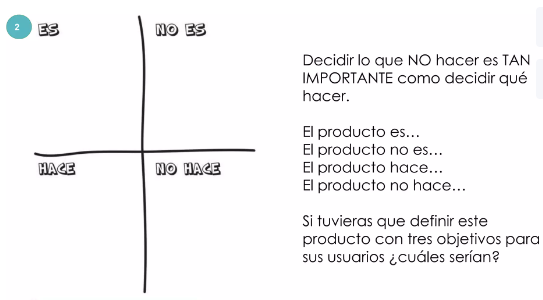 2
ES
NO ES
HACE
NO HACE
Decidir lo que NO hacer es TAN
IMPORTANTE como decidir qué
hacer.
El producto es…
El producto no es…
El producto hace…
El producto no hace…
Si tuvieras que definir este
producto con tres objetivos para
sus usuarios ¿cuáles serían?